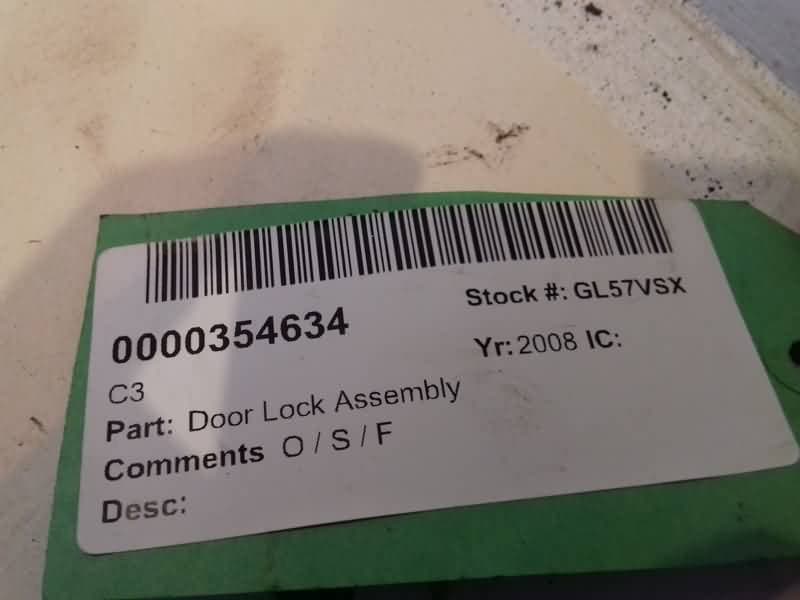 0000354634
Stock #: GL57VSX
C3
Yr: 2008 IC:
Part: Door Lock Assembly
Comments O / S / F
Desc: